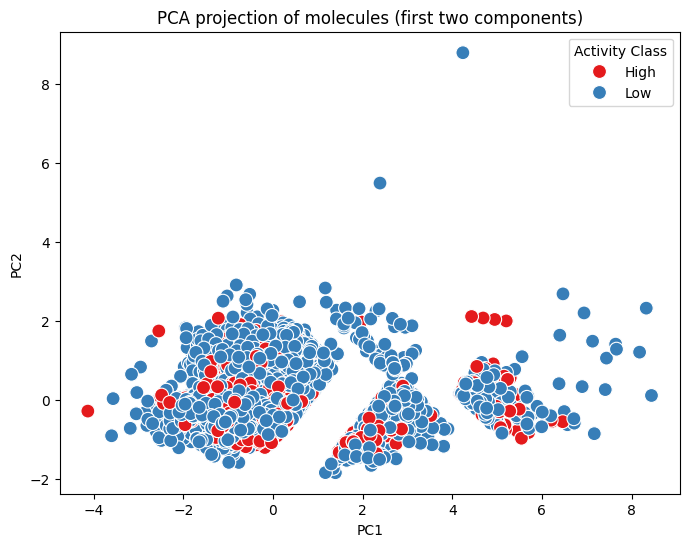 PCA projection of molecules (first two components)
Activity Class
High
Low
PC2
8
6
4
2
0
−2
−4
−2
0
2
4
6
8
PC1